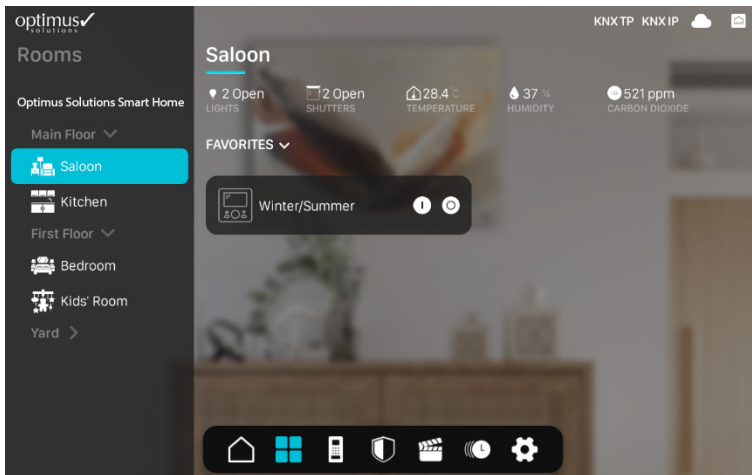 optimus✓
solutions
KNX TP KNX IP
Rooms
Saloon
Optimus Solutions Smart Home
2 Open
LIGHTS
2 Open
SHUTTERS
28.4 °C
TEMPERATURE
37 %
HUMIDITY
521 ppm
CARBON DIOXIDE
Main Floor
FAVORITES
Saloon
Kitchen
Winter/Summer
First Floor
Bedroom
Kids' Room
Yard